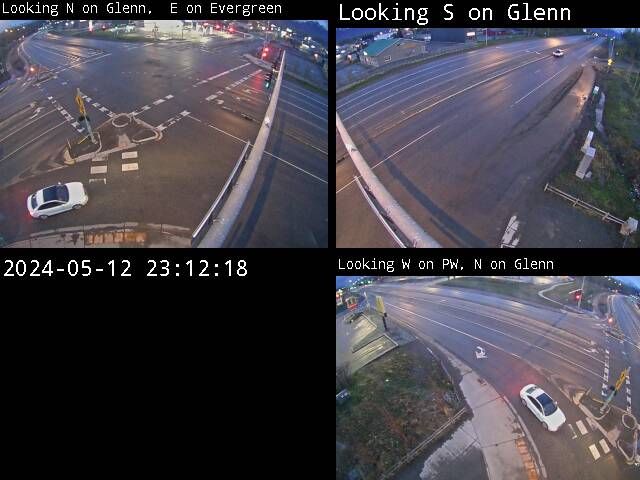 Looking N on Glenn,  E on Evergreen
Looking S on Glenn
2024-05-12 23:12:18
Looking W on PW, N on Glenn